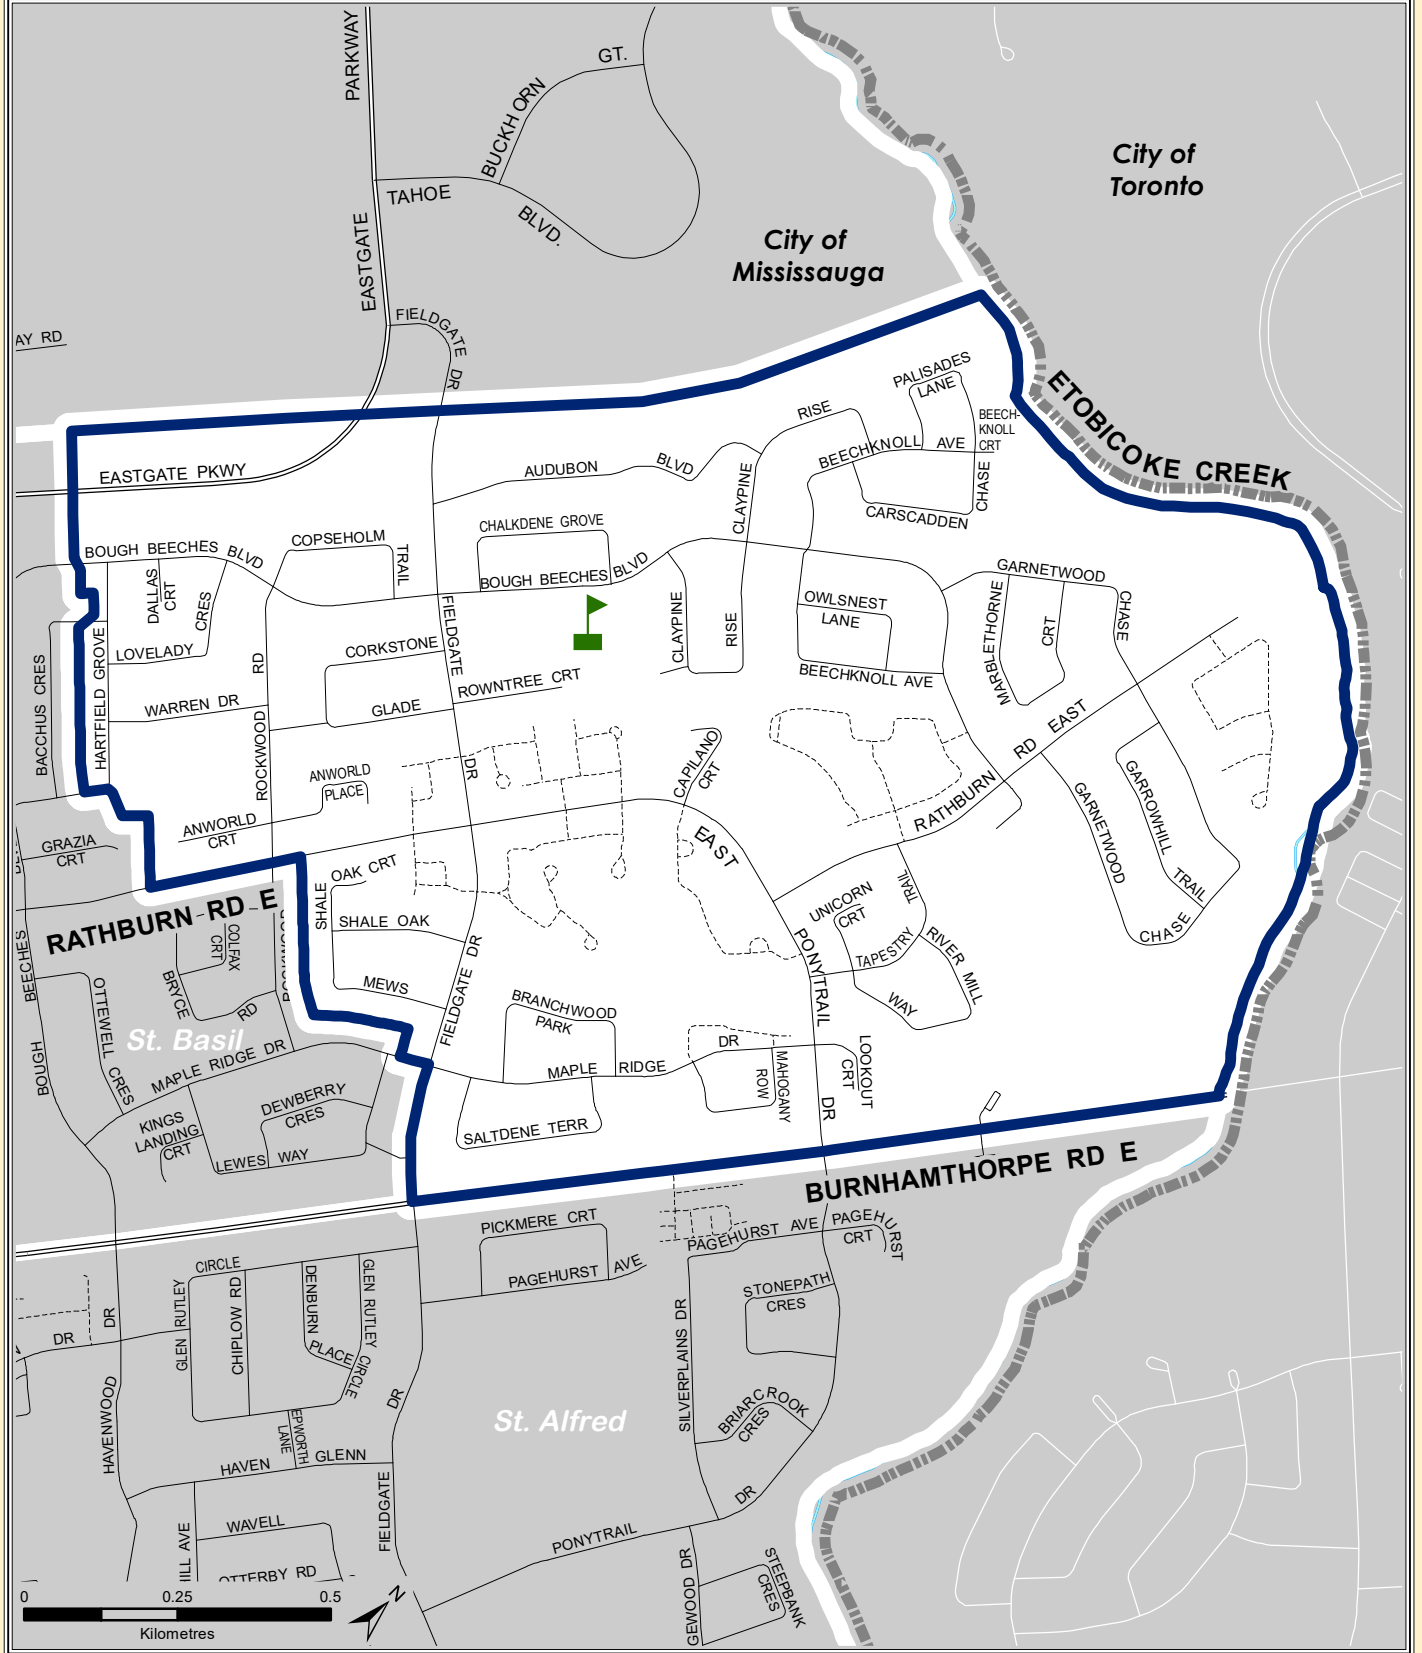 PARKWAY
GT.
BUCKHORN
TAHOE
BLVD.
EASTGATE
City of
Toronto
City of
Mississauga
FIELDGATE
DR
AY RD
PALISADES
LANE
BEECH-
KNOLL
CRT
RISE
BEECHKNOLL AVE
CHASE
CARSCADDEN
ETOBICOKE CREEK
EASTGATE PKWY
AUDUBON BLVD
CLAYPINE
CHALKDENE GROVE
COPSEHOLM
TRAIL
BOUGH BEECHES BLVD
BOUGH BEECHES BLVD
DALLAS
CRT
CRES
LOVELADY
HARTFIELD GROVE
BACCHUS CRES
WARREN DR
RD
ROCKWOOD
CORKSTONE
GLADE
FIELDGATE
DR
ROWNTREE CRT
CLAYPINE
RISE
OWLSNEST
LANE
BEECHKNOLL AVE
GARNETWOOD
CHASE
MARBLETHORNE
CRT
RATHBURN RD EAST
GARNETWOOD
CHASE
GARROWHILL
TRAIL
CAPILANO
CRT
EAST
ANWORLD
PLACE
ANWORLD
CRT
GRAZIA
CRT
RATHBURN RD E
SHALE
OAK CRT
SHALE OAK
MEWS
FIELDGATE DR
UNICORN
CRT
TRAIL
TAPESTRY
RIVER MILL
WAY
PONYTRAIL
DR
BEECHES
BOUGH
COLFAX
CRT
BRYCE
RD
OTTEWELL CRES
St. Basil
MAPLE RIDGE DR
BRANCHWOOD
PARK
MAPLE RIDGE
DR
MAHOGANY
ROW
LOOKOUT
CRT
SALTDENE TERR
KINGS
LANDING
CRT
DEWBERRY
CRES
LEWES WAY
BURNHAMTHORPE RD E
PICKMERE CRT
PAGEHURST AVE
PAGEHURST AVE
PAGEHURST
CRT
STONEPATH
CRES
CIRCLE
GLEN RUTLEY
CHIPLOW RD
DENBURN
PLACE
GLEN RUTLEY CIRCLE
DR
DR
HAVENWOOD
DR
FIELDGATE
SILVERPLAINS DR
BRIARCROOK
CRES
St. Alfred
EPWORTH
LANE
HAVEN GLENN
DR
PONYTRAIL
WAVELL
OTTERBY RD
HILL AVE
GEWOOD DR
STEEPBANK
CRES
0 0.25 0.5
Kilometres
N